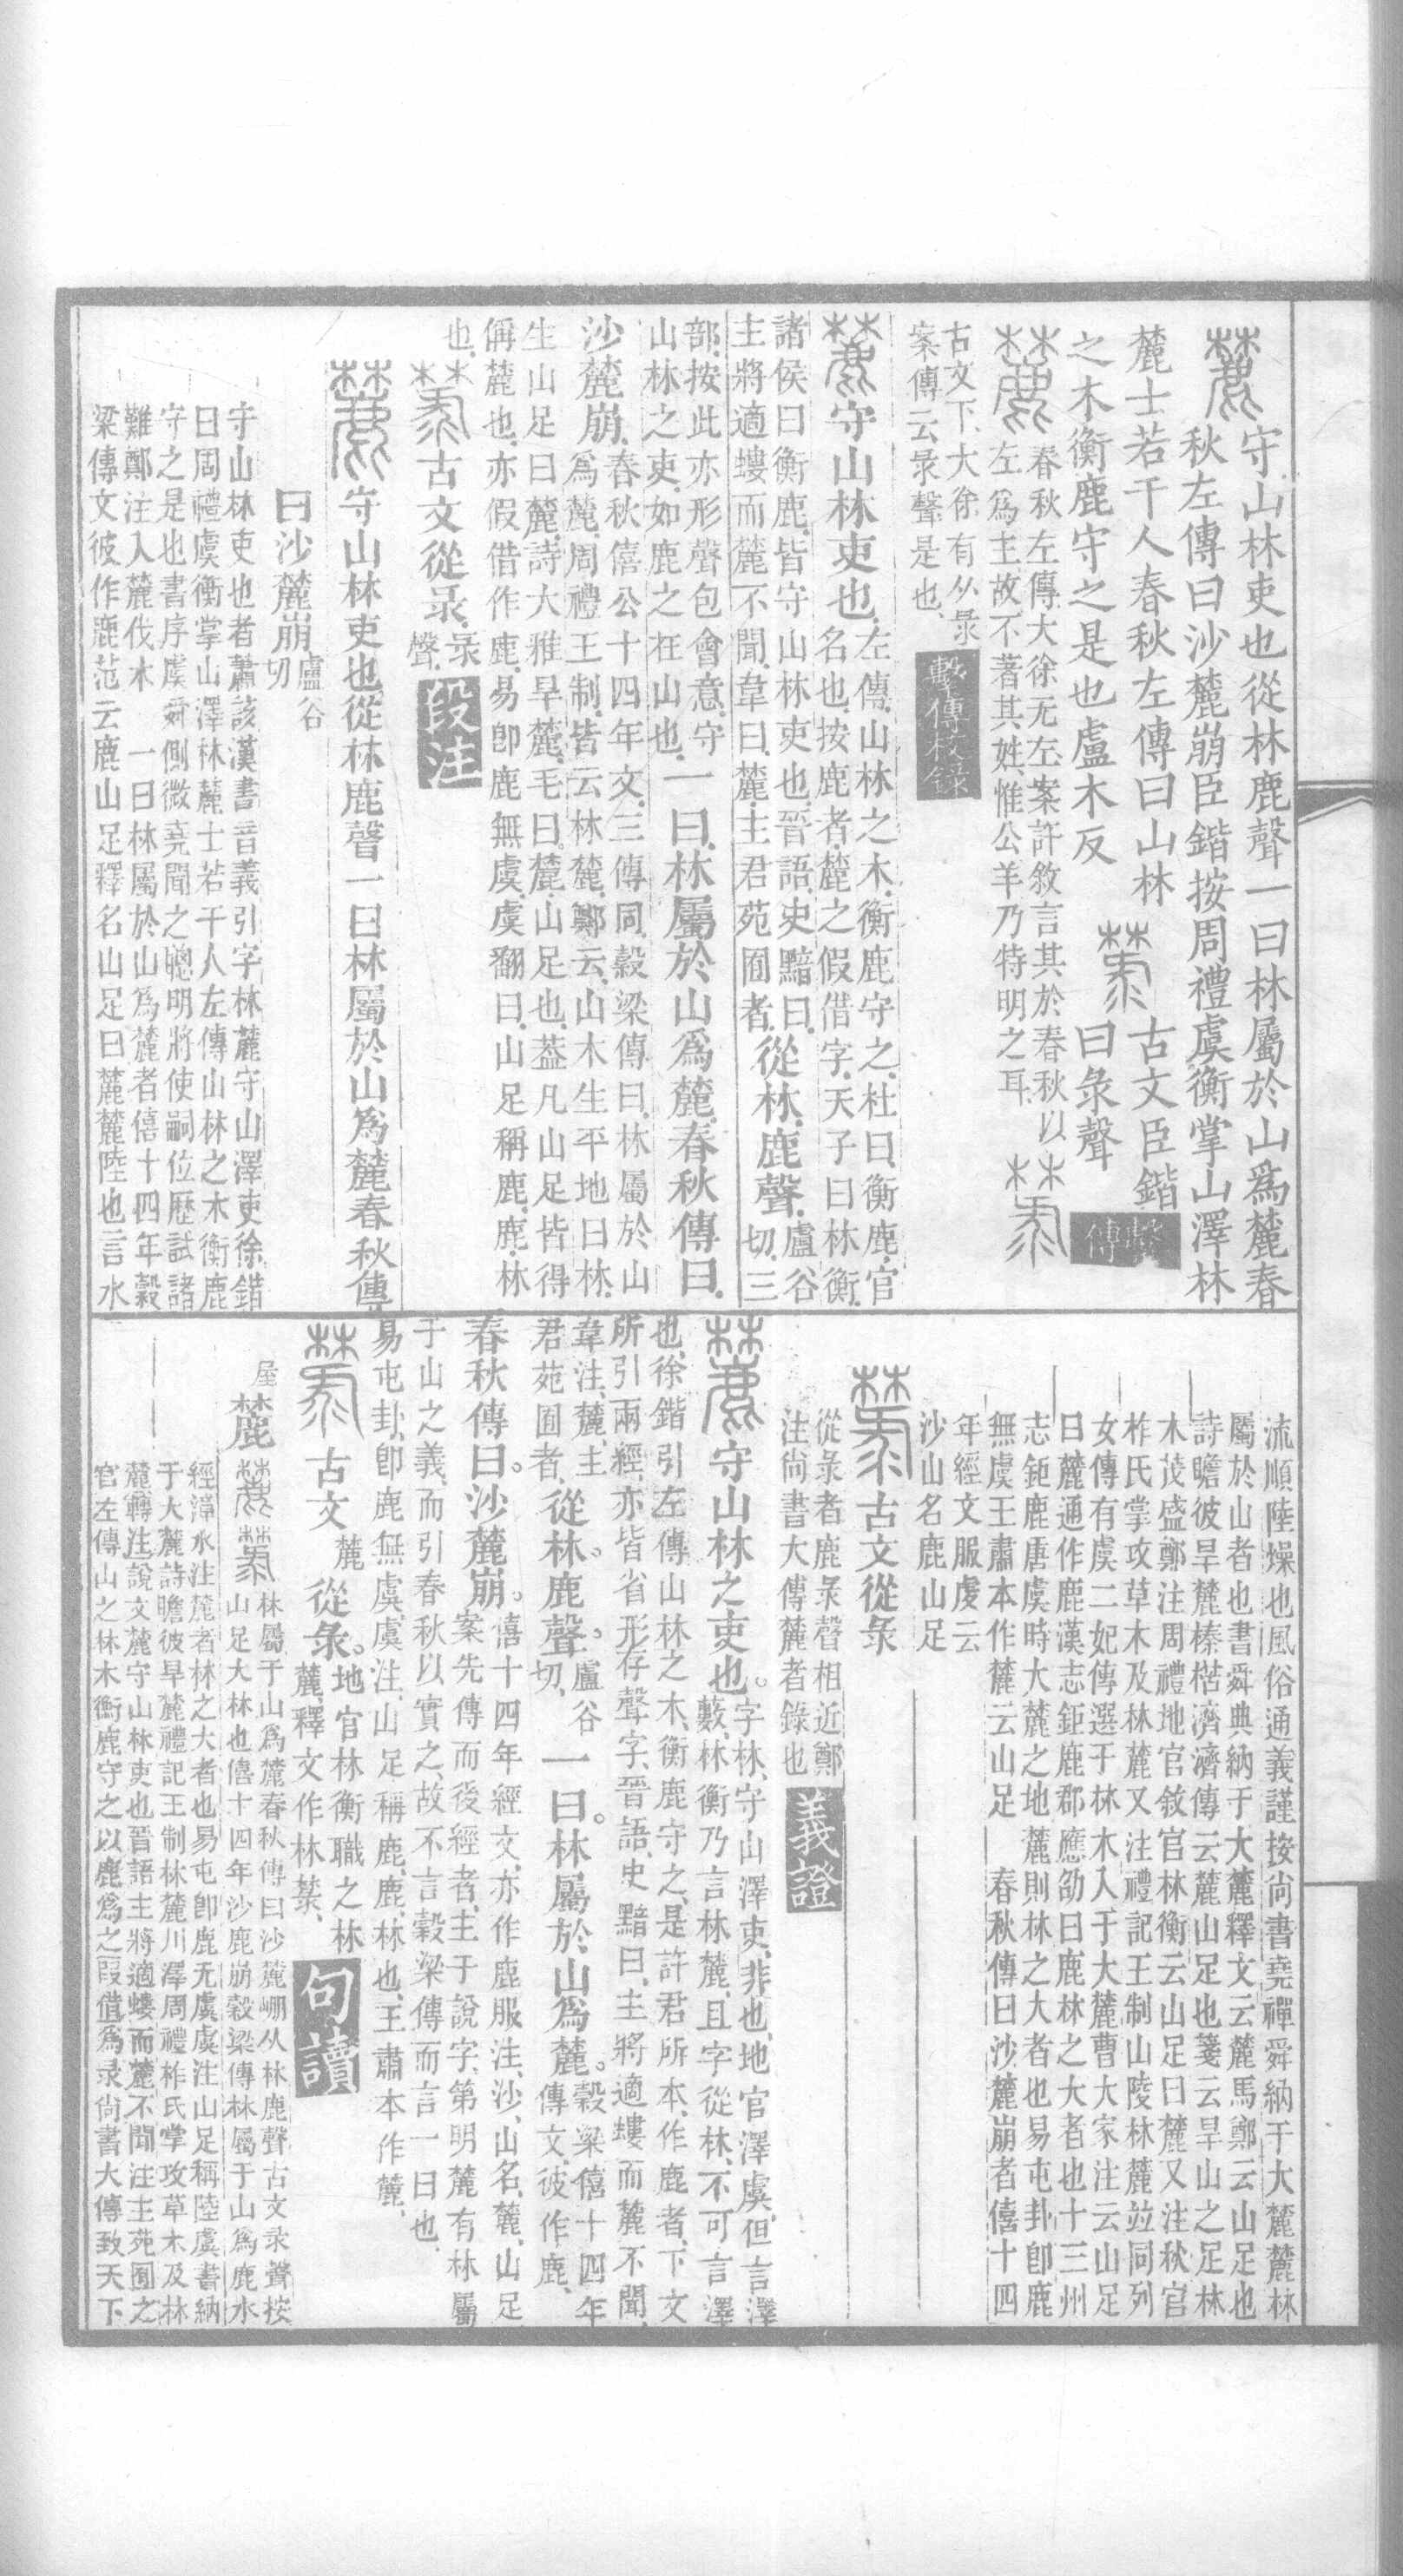 守山林吏也從林鹿聲一曰林屬於山爲麓春
秋左傳曰沙麓崩臣鍇按周禮虞衡掌山澤林
麓士若干人春秋左傳曰山林
之木衡鹿守之是也盧木反
古文臣鍇
曰彔聲
繫傳
春秋左傳大徐无左案許敘言其於春秋以
左爲主故不著其姓惟公羊乃特明之耳
古文下大徐有从彔
案傳云彔聲是也
繫傳校錄
守山林吏也
左傳山林之木衡鹿守之杜曰衡鹿官
名也按鹿者麓之假借字天子曰林衡
諸侯曰衡鹿皆守山林吏也晉語史黯曰
主將適螻而麓不聞韋曰麓主君苑囿者
從林鹿聲
盧谷
切三
部按此亦形聲包會意守
山林之吏如鹿之在山也
一曰林屬於山爲麓春秋傳曰
沙麓崩
春秋僖公十四年文三傳同穀梁傳曰林屬於山
爲麓周禮王制皆云林麓鄭云山木生平地曰林
生山足曰麓詩大雅旱麓毛曰麓山足也葢凡山足皆得
偁麓也亦假借作鹿易卽鹿無虞虞翻曰山足稱鹿鹿林
也
古文從彔
彔
聲
段注
守山林吏也從林鹿聲一曰林屬於山爲麓春秋傳
曰沙麓崩
盧谷
切
守山林吏也者蕭該漢書音義引字林麓守山澤吏徐鍇
曰周禮虞衡掌山澤林麓士若干人左傳山林之木衡鹿
守之是也書序虞舜側微堯聞之聰明將使嗣位歷試諸
難鄭注入麓伐木 一曰林屬於山爲麓者僖十四年穀
梁傳文彼作鹿范云鹿山足釋名山足曰麓麓陸也言水
流順陸燥也風俗通義謹按尚書堯禪舜納于大麓麓林
屬於山者也書舜典納于大麓釋文云麓馬鄭云山足也
詩瞻彼旱麓榛楛濟濟傳云麓山足也箋云旱山之足林
木茂盛鄭注周禮地官敘官林衡云山足曰麓又注秋官
柞氏掌攻草木及林麓又注禮記王制山陵林麓竝同列
女傳有虞二妃傳選于林木入于大麓曹大家注云山足
曰麓通作鹿漢志鉅鹿郡應劭曰鹿林之大者也十三州
志鉅鹿唐虞時大麓之地麓則林之大者也易屯卦卽鹿
無虞王肅本作麓云山足 春秋傳曰沙麓崩者僖十四
年經文服虔云
沙山名鹿山足
古文從彔
從彔者鹿彔聲相近鄭
注尚書大傳麓者錄也
義證
守山林之吏也。
字林守山澤吏非也地官澤虞但言澤
藪林衡乃言林麓且字從林不可言澤
也徐鍇引左傳山林之木衡鹿守之是許君所本作鹿者下文
所引兩經亦皆省形存聲字晉語史黯曰主將適螻而麓不聞
韋注麓主
君苑囿者
從林。鹿聲。
盧谷
切
一曰。林屬於山爲麓。
穀梁僖十四年
傳文彼作鹿
春秋傳曰。沙麓崩。
僖十四年經文亦作鹿服注沙山名麓山足
案先傳而後經者主于說字第明麓有林屬
于山之義而引春秋以實之故不言穀梁傳而言一曰也
易屯卦卽鹿無虞虞注山足稱鹿鹿林也王肅本作麓
古文麓從彔。
地官林衡職之林
麓釋文作林菉
句讀
屋
麓
林屬于山爲麓春秋傳曰沙麓崩从林鹿聲古文彔聲按
山足大林也僖十四年沙鹿崩穀梁傳林屬于山爲鹿水
經漳水注麓者林之大者也易屯卽鹿无虞虞注山足稱陸虞書納
于大麓詩瞻彼旱麓禮記王制林麓川澤周禮柞氏掌攻草木及林
麓轉注說文麓守山林吏也晉語主將適螻而麓不聞注主苑囿之
官左傳山之林木衡鹿守之以鹿爲之叚借爲彔尚書大傳致天下